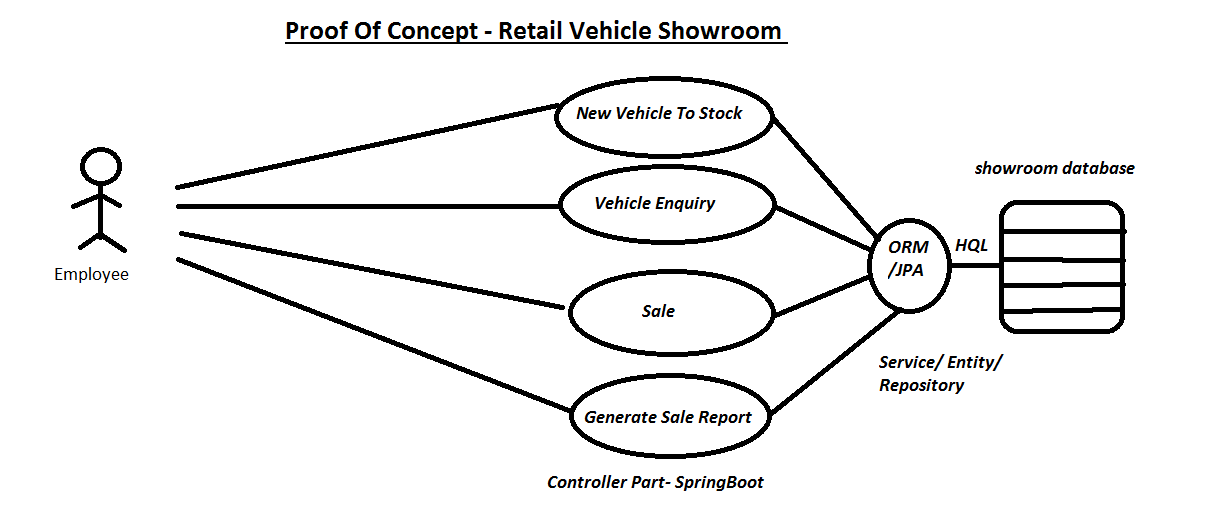 Proof Of Concept - Retail Vehicle Showroom
New Vehicle To Stock
showroom database
Vehicle Enquiry
Employee
ORM
/JPA
HQL
Sale
Service/ Entity/
Repository
Generate Sale Report
Controller Part- SpringBoot